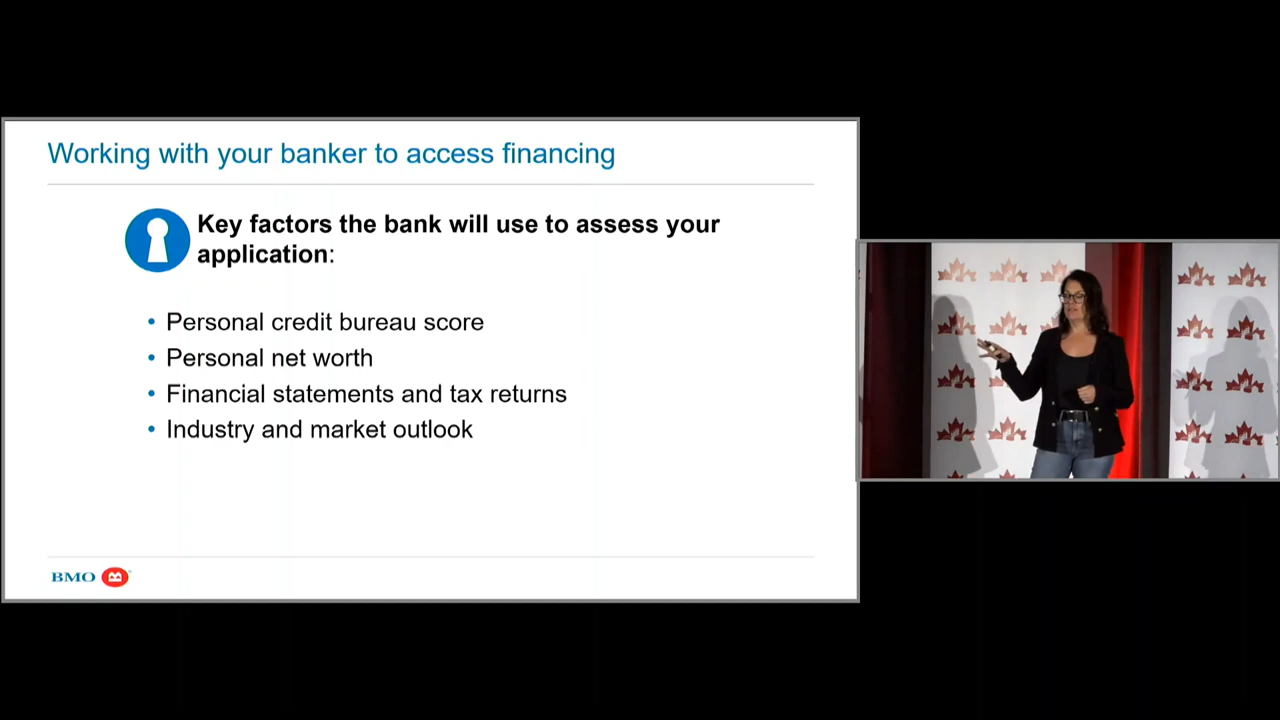 Working with your banker to access financing
Key factors the bank will use to assess your
application:
• Personal credit bureau score
• Personal net worth
• Financial statements and tax returns
• Industry and market outlook
BMO